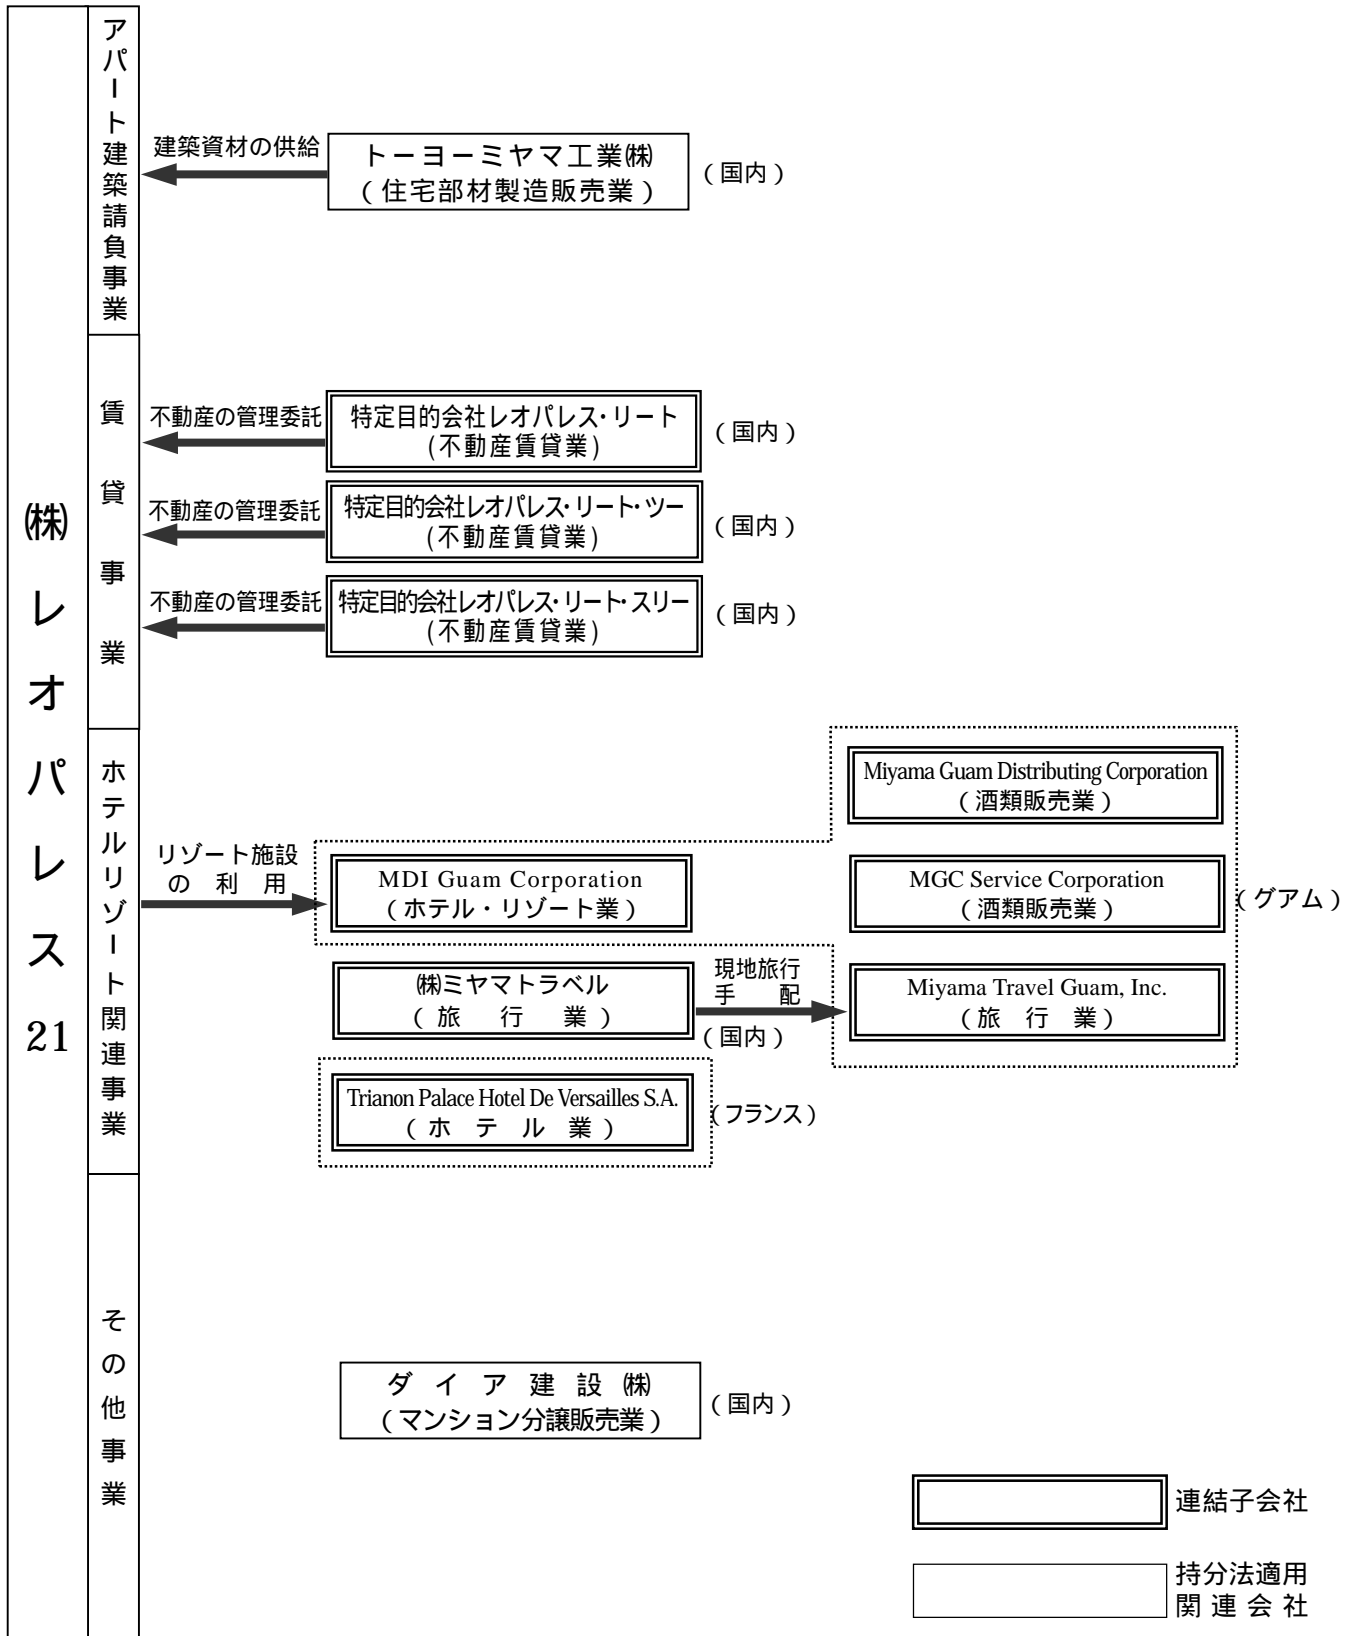 ㈱レオパレス21
アパート建築請負事業
建築資材の供給
トーヨーミヤマ工業㈱
（住宅部材製造販売業）
（国内）
賃貸事業
不動産の管理委託
特定目的会社レオパレス・リート
(不動産賃貸業)
（国内）
不動産の管理委託
特定目的会社レオパレス・リート・ツー
(不動産賃貸業)
（国内）
不動産の管理委託
特定目的会社レオパレス・リート・スリー
(不動産賃貸業)
（国内）
ホテルリゾート関連事業
リゾート施設
の利用
MDI Guam Corporation
（ホテル・リゾート業）
Miyama Guam Distributing Corporation
（酒類販売業）
MGC Service Corporation
（酒類販売業）
（グアム）
㈱ミヤマトラベル
（旅行業）
現地旅行
手配
（国内）
Miyama Travel Guam, Inc.
（旅行業）
Trianon Palace Hotel De Versailles S.A.
（ホテル業）
（フランス）
その他事業
ダイア建設㈱
（マンション分譲販売業）
（国内）
連結子会社
持分法適用
関連会社